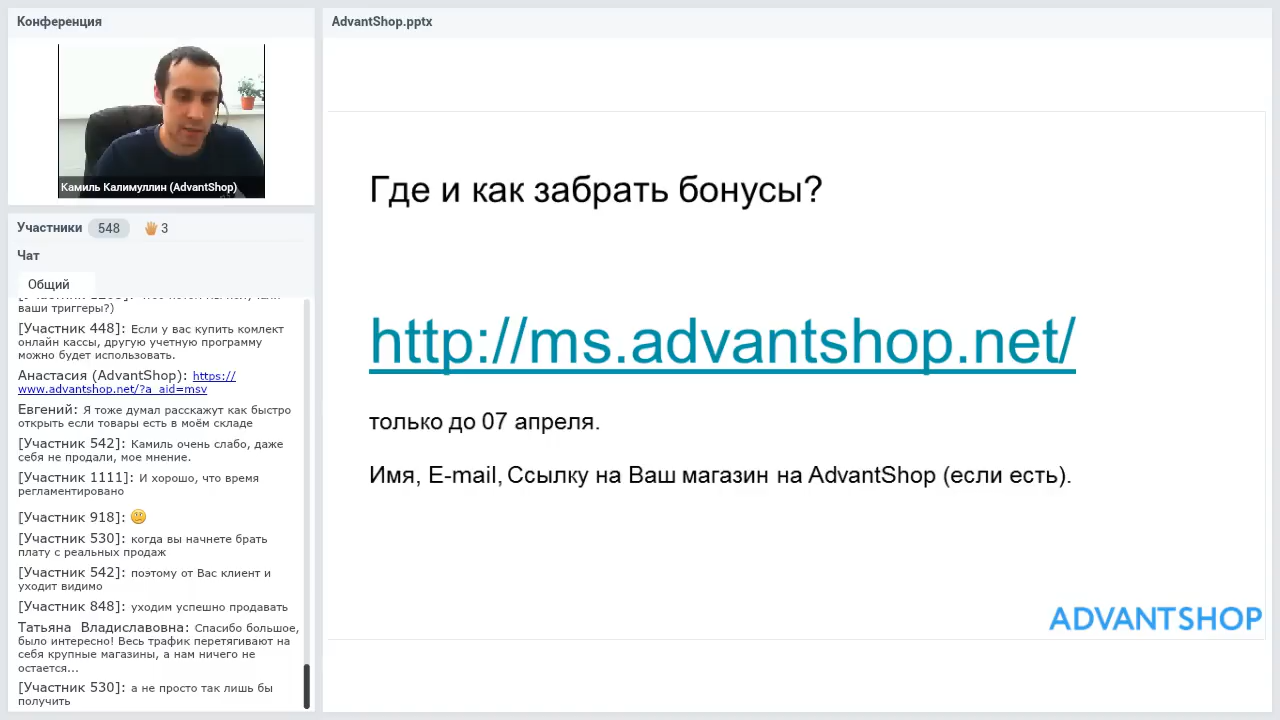 Конференция
Камиль Калимуллин (AdvantShop)
Участники 548 3
Чат
Общий
ваши триггеры?)
[Участник 448]: Если у вас купить комлект
онлайн кассы, другую учетную программу
можно будет использовать.
Анастасия (AdvantShop): https://
www.advantshop.net/?a_aid=msv
Евгений: Я тоже думал расскажут как быстро
открыть если товары есть в моём складе
[Участник 542]: Камиль очень слабо, даже
себя не продали, мое мнение.
[Участник 1111]: И хорошо, что время
регламентировано
[Участник 918]:
[Участник 530]: когда вы начнете брать
плату с реальных продаж
[Участник 542]: поэтому от Вас клиент и
уходит видимо
[Участник 848]: уходим успешно продавать
Татьяна Владиславовна: Спасибо большое,
было интересно! Весь трафик перетягивают на
себя крупные магазины, а нам ничего не
остается...
[Участник 530]: а не просто так лишь бы
получить
AdvantShop.pptx
Где и как забрать бонусы?
http://ms.advantshop.net/
только до 07 апреля.
Имя, E-mail, Ссылку на Ваш магазин на AdvantShop (если есть).
ADVANTSHOP